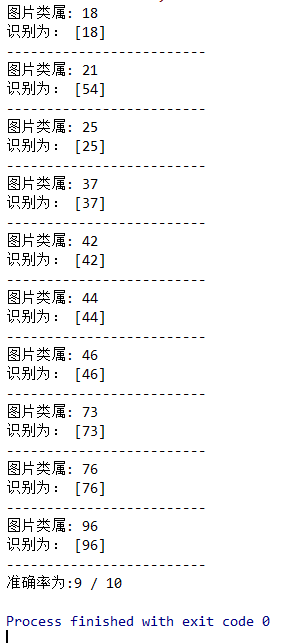 图片类属: 18
识别为： [18]
-------------------------
图片类属: 21
识别为： [54]
-------------------------
图片类属: 25
识别为： [25]
-------------------------
图片类属: 37
识别为： [37]
-------------------------
图片类属: 42
识别为： [42]
-------------------------
图片类属: 44
识别为： [44]
-------------------------
图片类属: 46
识别为： [46]
-------------------------
图片类属: 73
识别为： [73]
-------------------------
图片类属: 76
识别为： [76]
-------------------------
图片类属: 96
识别为： [96]
-------------------------
准确率为:9 / 10
Process finished with exit code 0